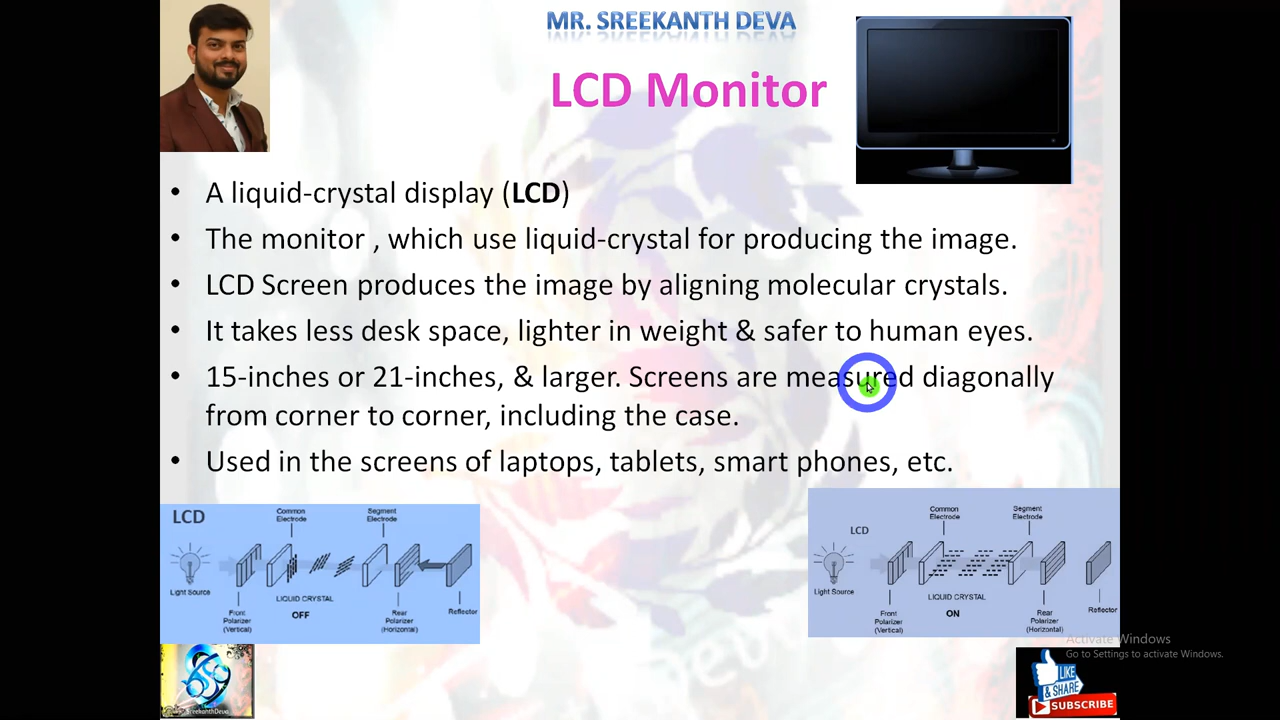 MR. SREEKANTH DEVA
LCD Monitor
• A liquid-crystal display (LCD)
• The monitor , which use liquid-crystal for producing the image.
• LCD Screen produces the image by aligning molecular crystals.
• It takes less desk space, lighter in weight & safer to human eyes.
• 15-inches or 21-inches, & larger. Screens are measured diagonally
from corner to corner, including the case.
• Used in the screens of laptops, tablets, smart phones, etc.
LCD
Common
Electrode
Segment
Electrode
Light Source
LIQUID CRYSTAL
OFF
Front
Polarizer
(Vertical)
Rear
Polarizer
(Horizontal)
Reflector
LCD
Common
Electrode
Segment
Electrode
Light Source
LIQUID CRYSTAL
ON
Front
Polarizer
(Vertical)
Rear
Polarizer
(Horizontal)
Reflector
Activate Windows
Go to Settings to activate Windows.
SreekanthDeva
LIKE
& SHARE
SUBSCRIBE